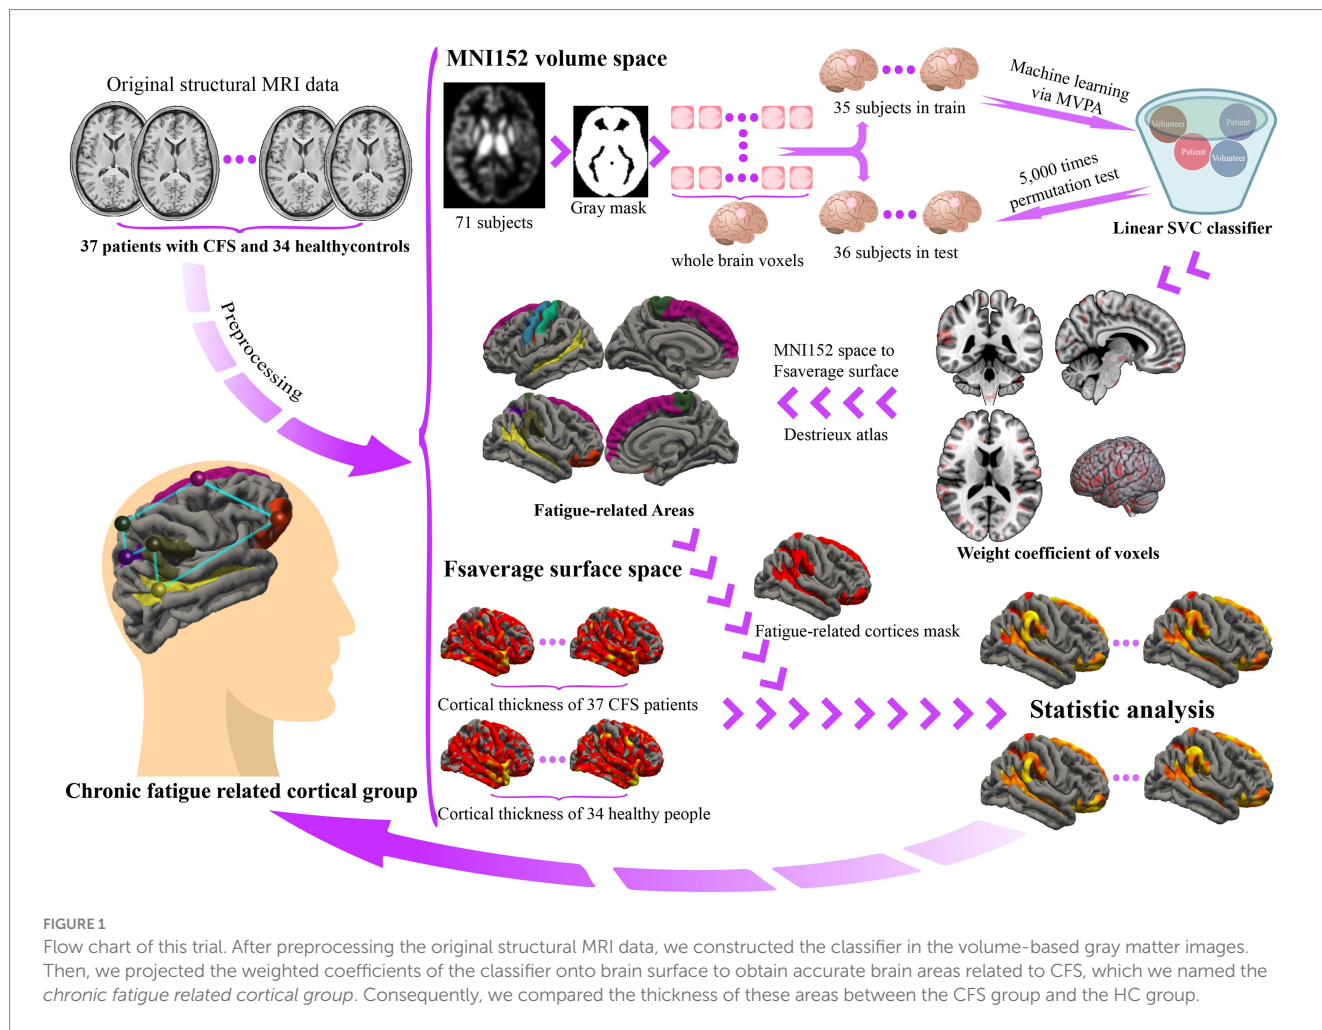 Original structural MRI data
37 patients with CFS and 34 healthycontrols
Preprocessing
MNI152 volume space
71 subjects
Gray mask
whole brain voxels
35 subjects in train
36 subjects in test
Machine learning
via MVPA
5,000 times
permutation test
Volunteer
Patient
Patient
Volunteer
Linear SVC classifier
MNI152 space to
Fsaverage surface
Destrieux atlas
Fatigue-related Areas
Weight coefficient of voxels
Fsaverage surface space
Fatigue-related cortices mask
Cortical thickness of 37 CFS patients
Cortical thickness of 34 healthy people
Statistic analysis
Chronic fatigue related cortical group
FIGURE 1
Flow chart of this trial. After preprocessing the original structural MRI data, we constructed the classifier in the volume-based gray matter images.
Then, we projected the weighted coefficients of the classifier onto brain surface to obtain accurate brain areas related to CFS, which we named the
chronic fatigue related cortical group. Consequently, we compared the thickness of these areas between the CFS group and the HC group.